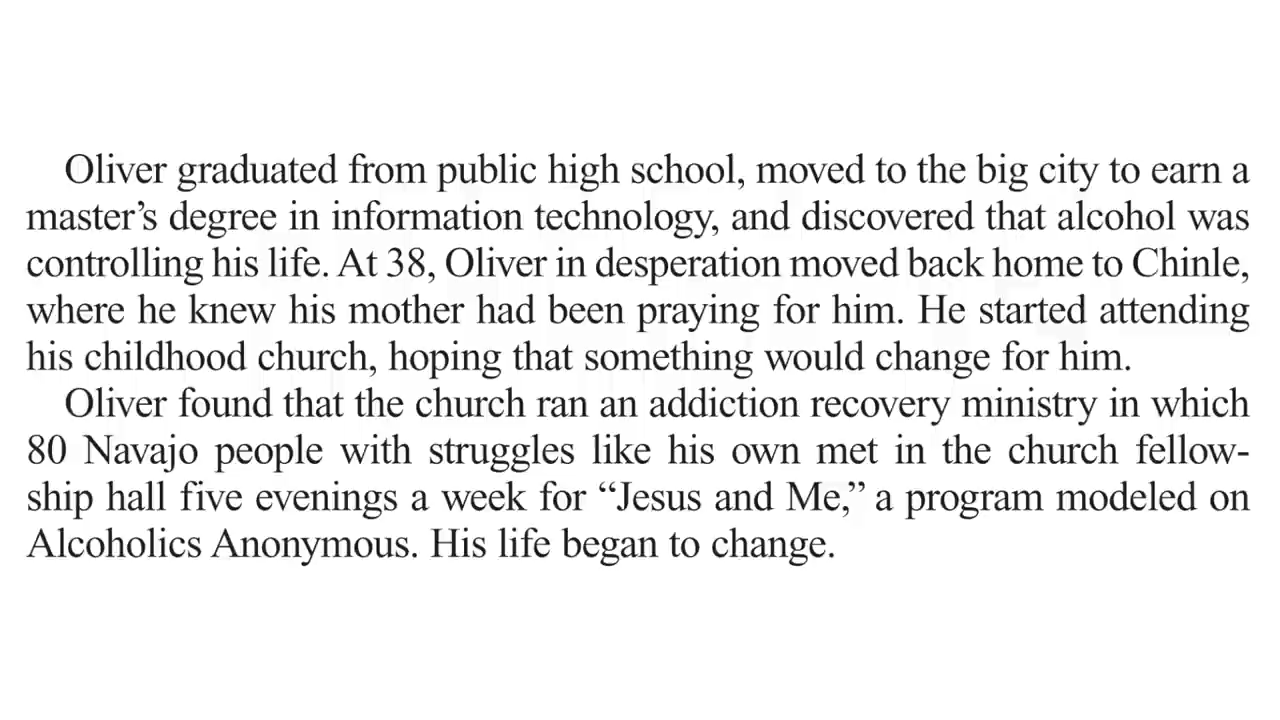 Oliver graduated from public high school, moved to the big city to earn a
master’s degree in information technology, and discovered that alcohol was
controlling his life. At 38, Oliver in desperation moved back home to Chinle,
where he knew his mother had been praying for him. He started attending
his childhood church, hoping that something would change for him.
Oliver found that the church ran an addiction recovery ministry in which
80 Navajo people with struggles like his own met in the church fellow-
ship hall five evenings a week for “Jesus and Me,” a program modeled on
Alcoholics Anonymous. His life began to change.